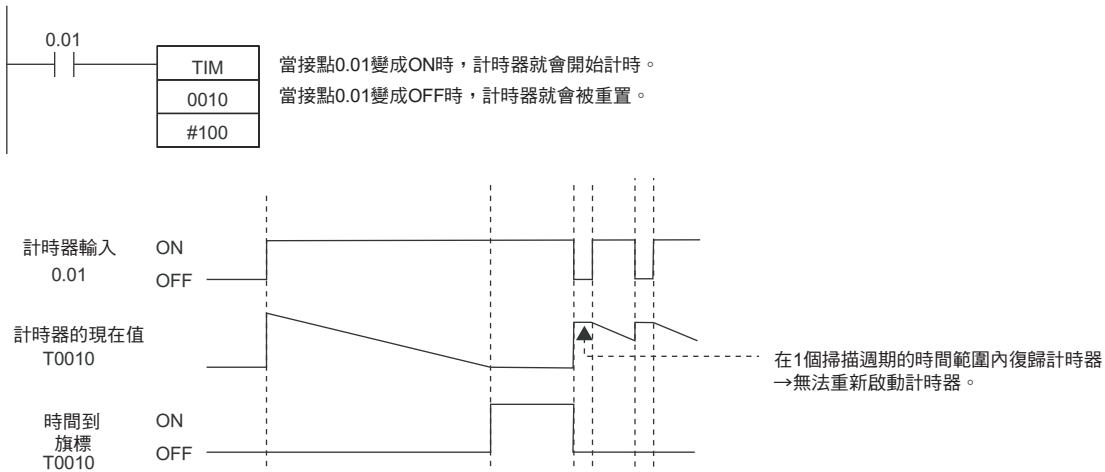 0.01
TIM
0010
#100
當接點0.01變成ON時，計時器就會開始計時。
當接點0.01變成OFF時，計時器就會被重置。
計時器輸入
0.01
ON
OFF
計時器的現在值
T0010
在1個掃描週期的時間範圍內復歸計時器
→無法重新啟動計時器。
時間到
旗標
T0010
ON
OFF